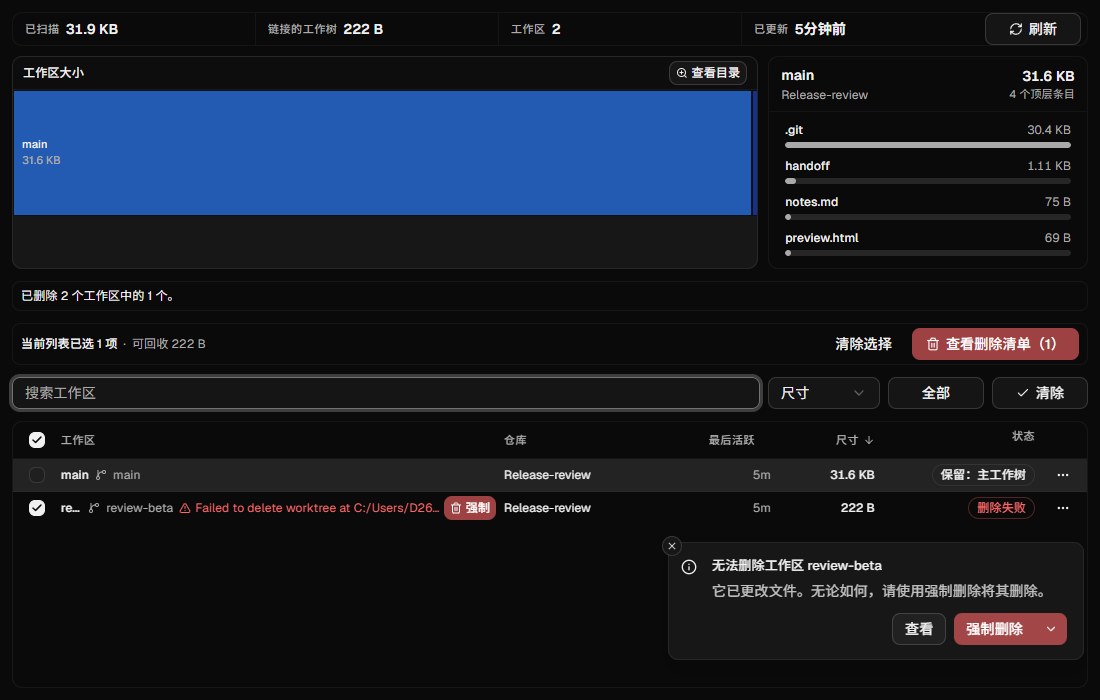 已扫描 31.9 KB
链接的工作树 222 B
工作区 2
已更新 5分钟前
刷新
工作区大小
查看目录
main
31.6 KB
main
31.6 KB
Release-review
4 个顶层条目
.git
30.4 KB
handoff
1.11 KB
notes.md
75 B
preview.html
69 B
已删除 2 个工作区中的 1 个。
当前列表已选 1 项 · 可回收 222 B
清除选择
查看删除清单（1）
搜索工作区
尺寸
全部
清除
工作区
仓库
最后活跃
尺寸 ↓
状态
main main
Release-review
5m
31.6 KB
保留：主工作树
re… review-beta Failed to delete worktree at C:/Users/D26…
强制
Release-review
5m
222 B
删除失败
无法删除工作区 review-beta
它已更改文件。无论如何，请使用强制删除将其删除。
查看
强制删除